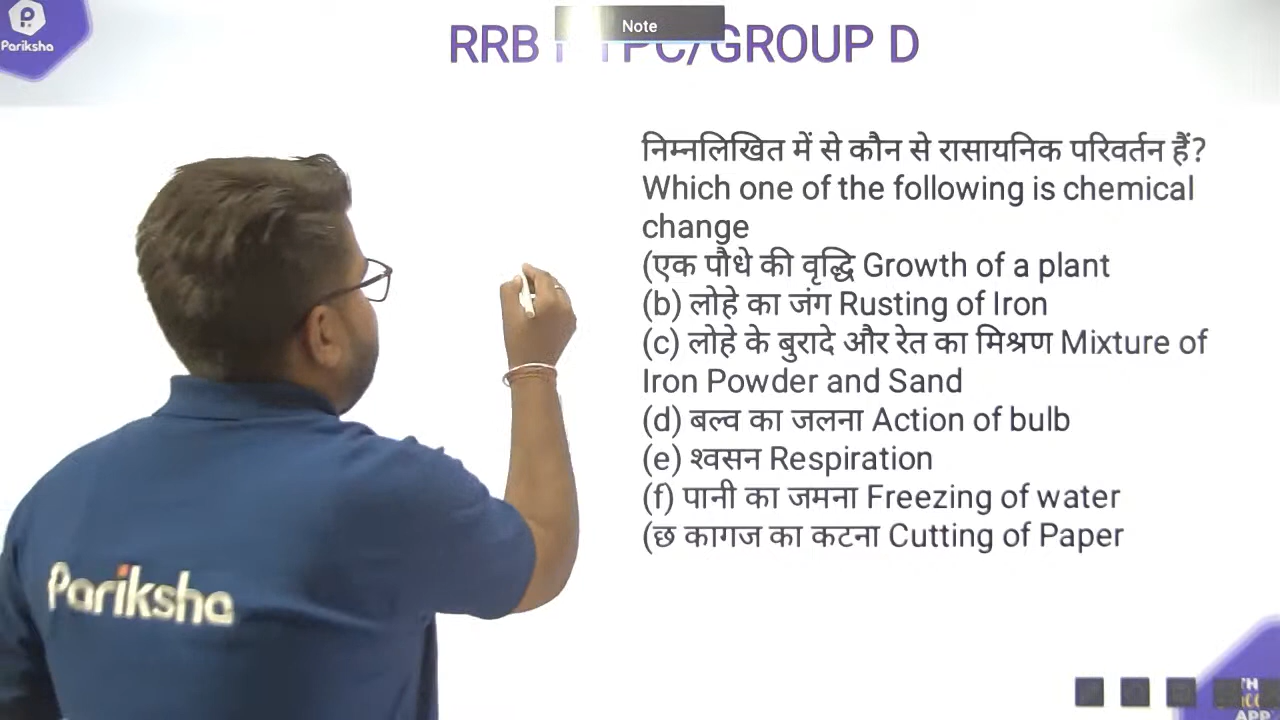 Pariksha
Note
RRB NTPC/GROUP D
निम्नलिखित में से कौन से रासायनिक परिवर्तन हैं?
Which one of the following is chemical
change
(एक पौधे की वृद्धि Growth of a plant
(b) लोहे का जंग Rusting of Iron
(c) लोहे के बुरादे और रेत का मिश्रण Mixture of
Iron Powder and Sand
(d) बल्व का जलना Action of bulb
(e) श्वसन Respiration
(f) पानी का जमना Freezing of water
(छ कागज का कटना Cutting of Paper
Pariksha
APP